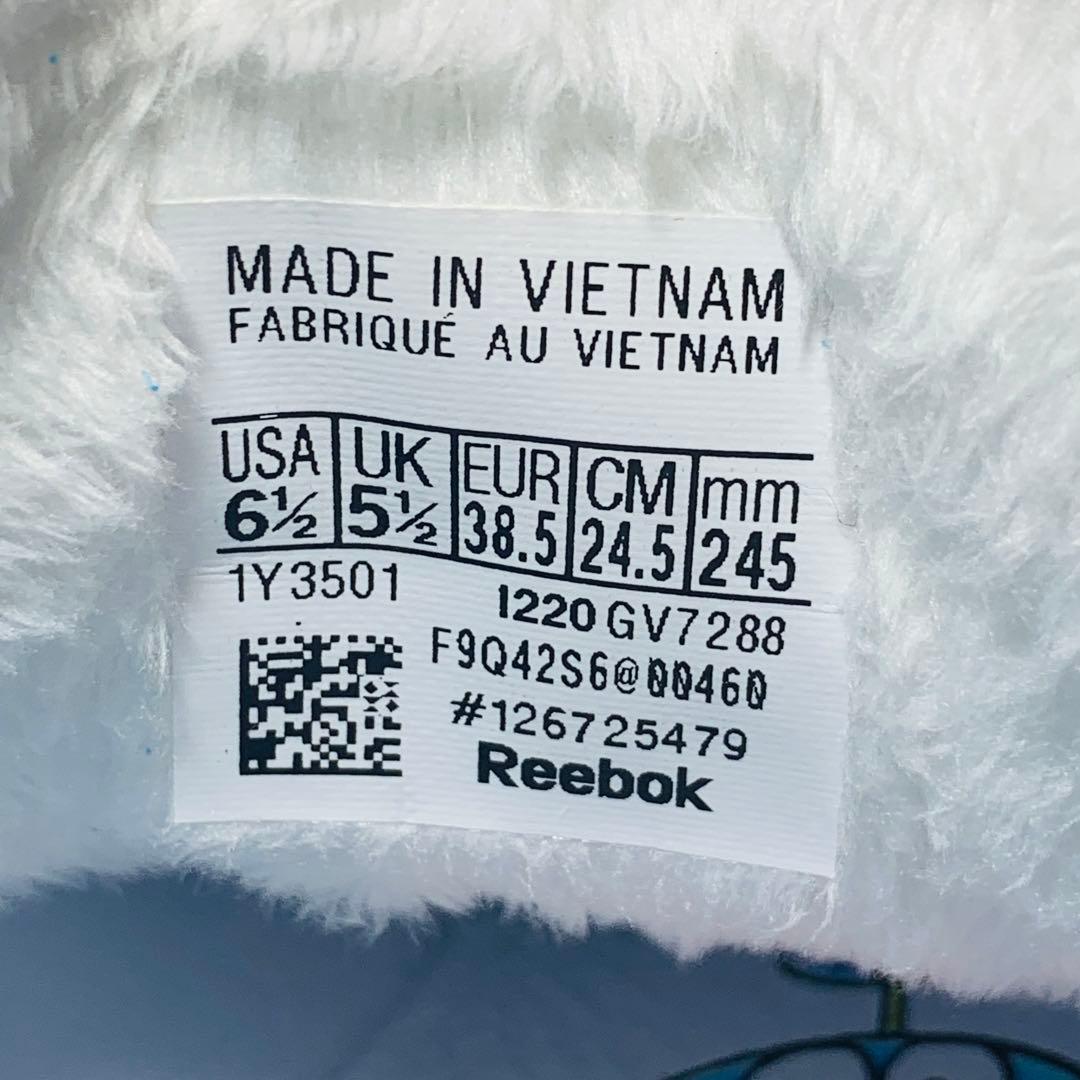 MADE IN VIETNAM
FABRIQUÉ AU VIETNAM
USA UK EUR CM mm
6½ 5½ 38.5 24.5 245
1Y3501 1220 GV7288
F9Q42S6@00460
#126725479
Reebok